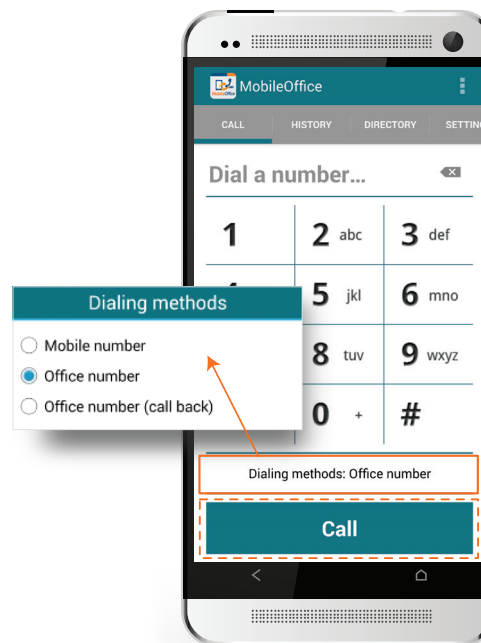 MobileOffice
CALL HISTORY DIRECTORY SETTIN
Dial a number...
1 2 abc 3 def
5 jkl 6 mno
Dialing methods
Mobile number
Office number
Office number (call back)
8 tuv 9 wxyz
0 + #
Dialing methods: Office number
Call